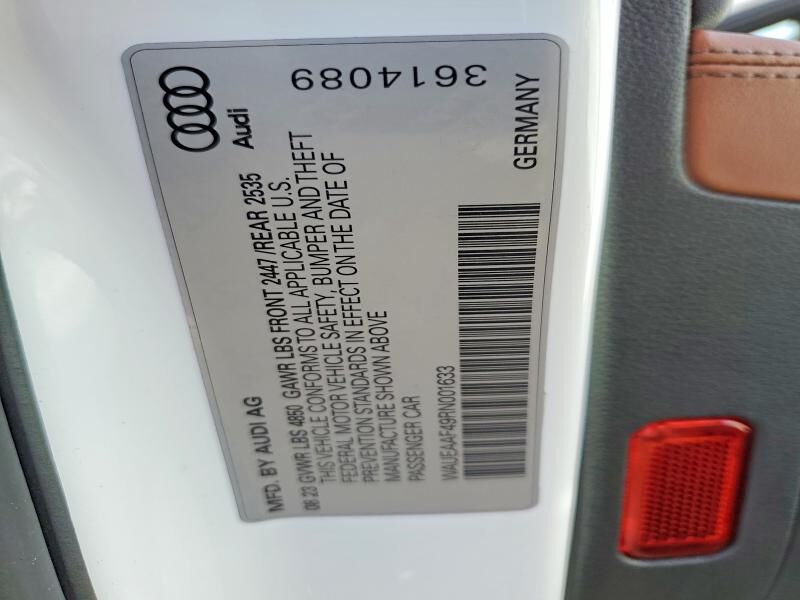 Audi
MFD. BY AUDI AG
08 23 GVWR LBS 4850 GAWR LBS FRONT 2447 /REAR 2535
THIS VEHICLE CONFORMS TO ALL APPLICABLE U.S.
FEDERAL MOTOR VEHICLE SAFETY, BUMPER AND THEFT
PREVENTION STANDARDS IN EFFECT ON THE DATE OF
MANUFACTURE SHOWN ABOVE
PASSENGER CAR
WAUEAAF49RN001633
GERMANY
3614089